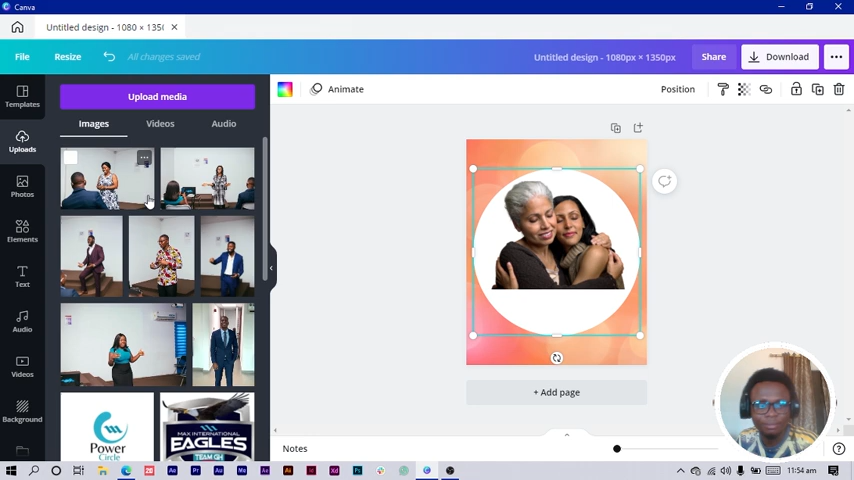 Canva
Untitled design - 1080 × 1350
File
Resize
All changes saved
Untitled design - 1080px × 1350px
Share
Download
Templates
Uploads
Photos
Elements
Text
Audio
Videos
Background
Upload media
Images
Videos
Audio
Power
Circle
MAX INTERNATIONAL
EAGLES
TEAM GH
Animate
Position
+ Add page
Notes
11:54 am